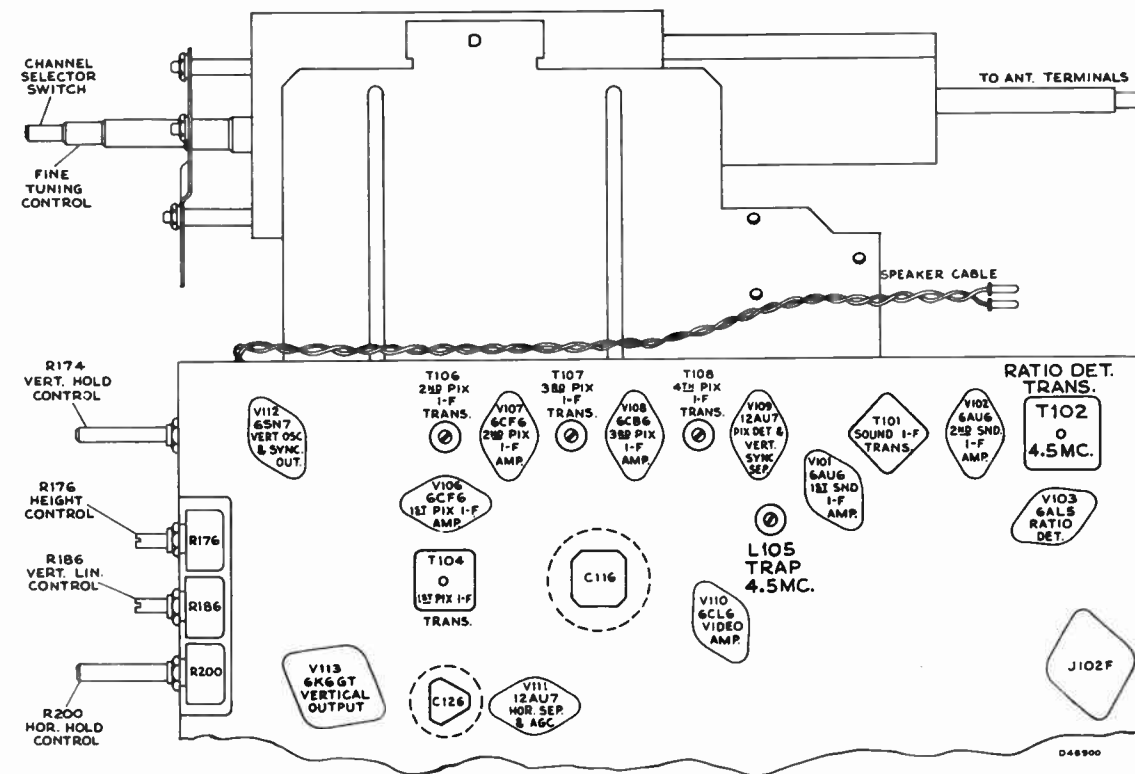 D
CHANNEL
SELECTOR
SWITCH
FINE
TUNING
CONTROL
TO ANT. TERMINALS
SPEAKER CABLE
R174
VERT. HOLD
CONTROL
R176
HEIGHT
CONTROL
R186
VERT. LIN.
CONTROL
R200
HOR. HOLD
CONTROL
R176
R186
R200
V112
6SN7
VERT OSC
& SYNC.
OUT.
T106
2ND PIX
I-F
TRANS.
V107
6CF6
2ND PIX
I-F
AMP.
T107
3RD PIX
I-F
TRANS.
V108
6CB6
3RD PIX
I-F
AMP.
T108
4TH PIX
I-F
TRANS.
V109
12AU7
PIX DET &
VERT.
SYNC
SEP.
T101
SOUND I-F
TRANS.
V101
6AU6
1ST SND
I-F
AMP.
V102
6AU6
2ND SND.
I-F
AMP.
RATIO DET.
TRANS.
T102
4.5MC.
V103
6AL5
RATIO
DET.
V106
6CF6
1ST PIX I-F
AMP.
T104
1ST PIX I-F
TRANS.
C116
L105
TRAP
4.5MC.
V110
6CL6
VIDEO
AMP.
V113
6K6GT
VERTICAL
OUTPUT
C126
V111
12AU7
HOR. SEP.
& AGC
J102F
D48900